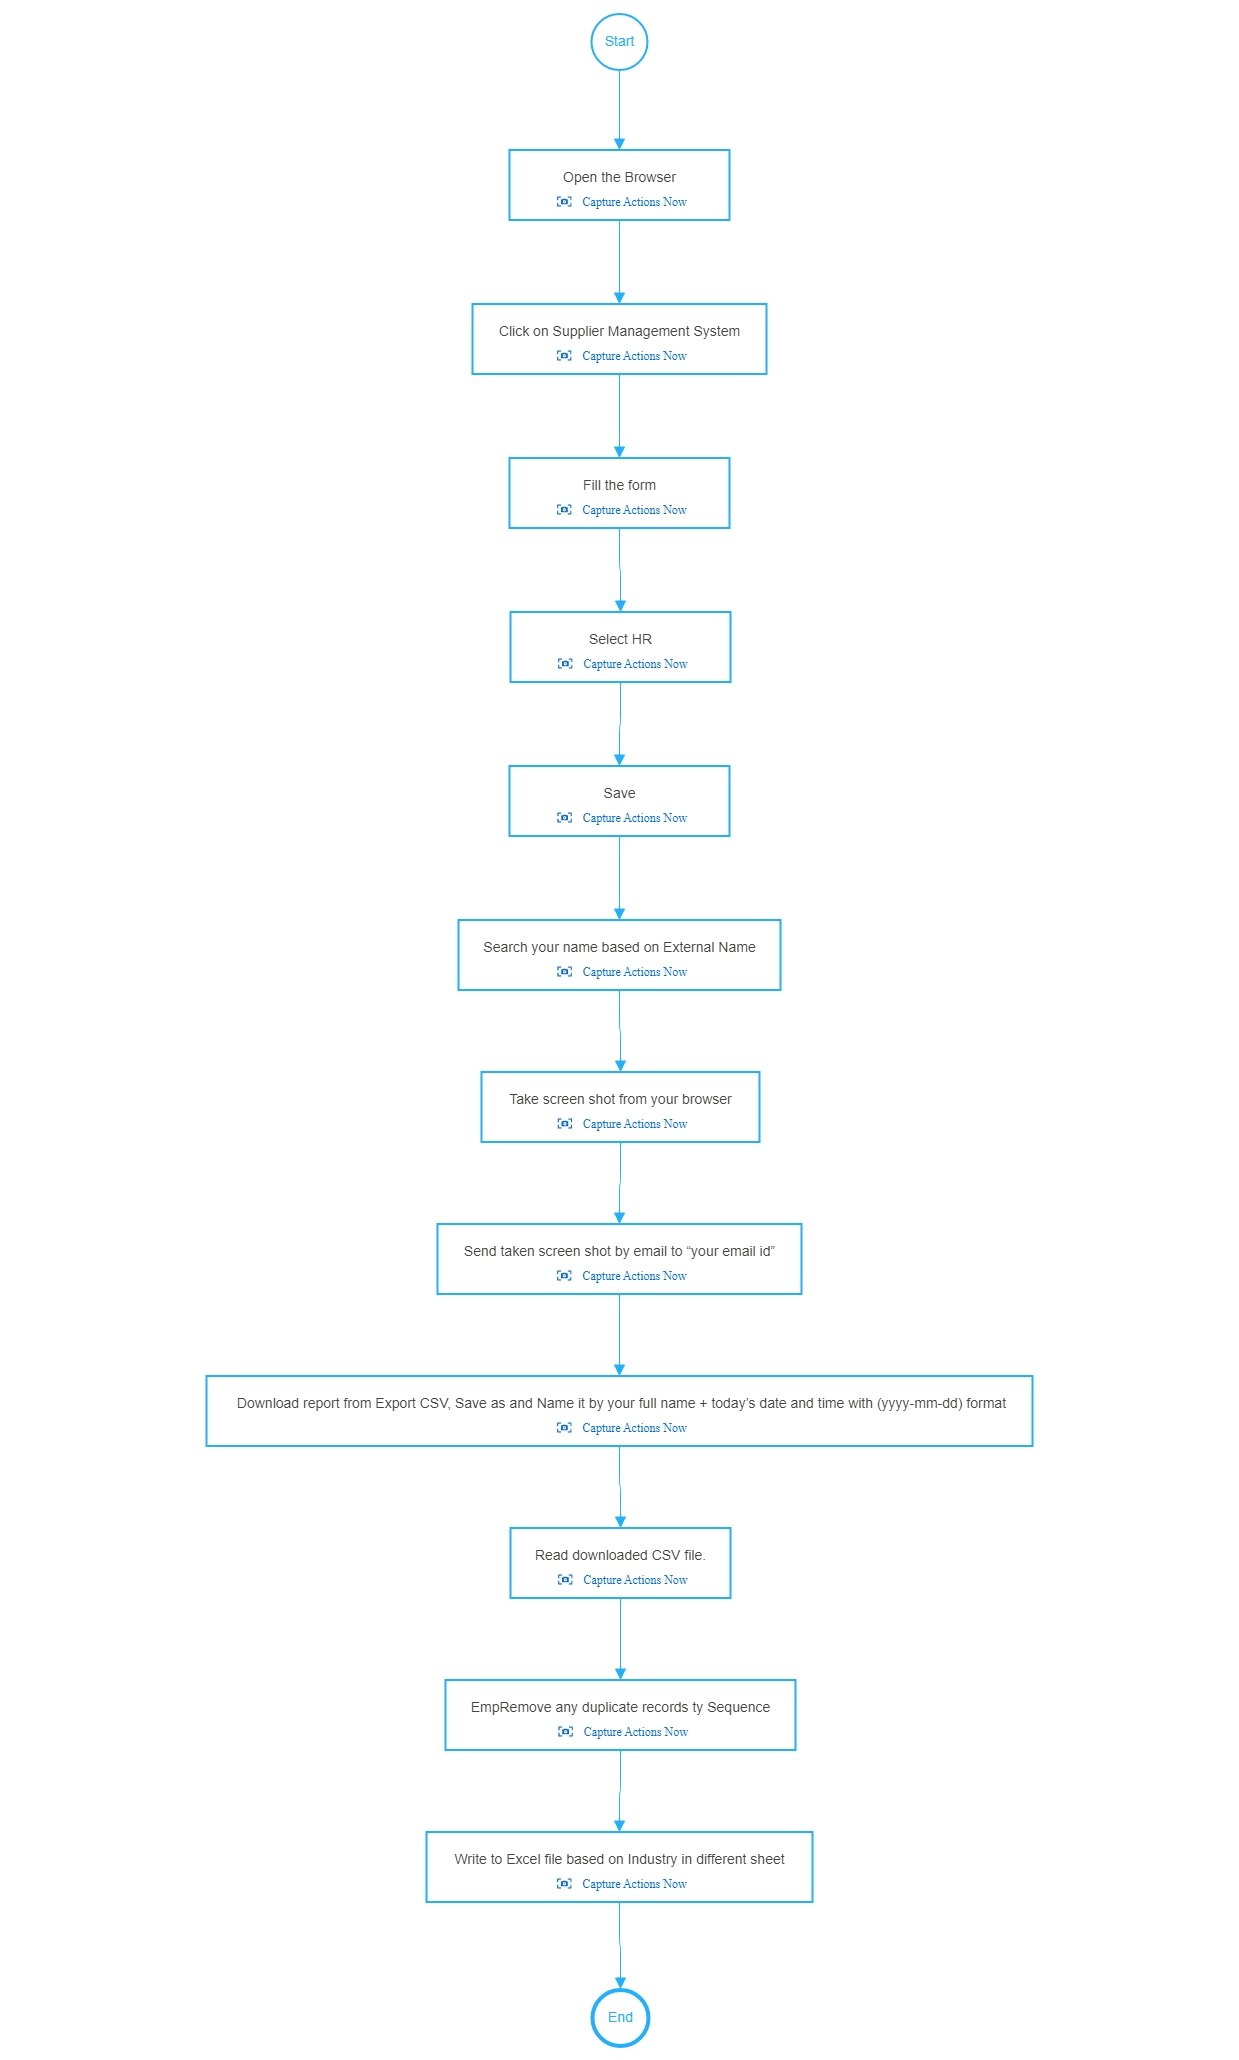 Start
Open the Browser
Capture Actions Now
Click on Supplier Management System
Capture Actions Now
Fill the form
Capture Actions Now
Select HR
Capture Actions Now
Save
Capture Actions Now
Search your name based on External Name
Capture Actions Now
Take screen shot from your browser
Capture Actions Now
Send taken screen shot by email to “your email id”
Capture Actions Now
Download report from Export CSV, Save as and Name it by your full name + today’s date and time with (yyyy-mm-dd) format
Capture Actions Now
Read downloaded CSV file.
Capture Actions Now
EmpRemove any duplicate records ty Sequence
Capture Actions Now
Write to Excel file based on Industry in different sheet
Capture Actions Now
End